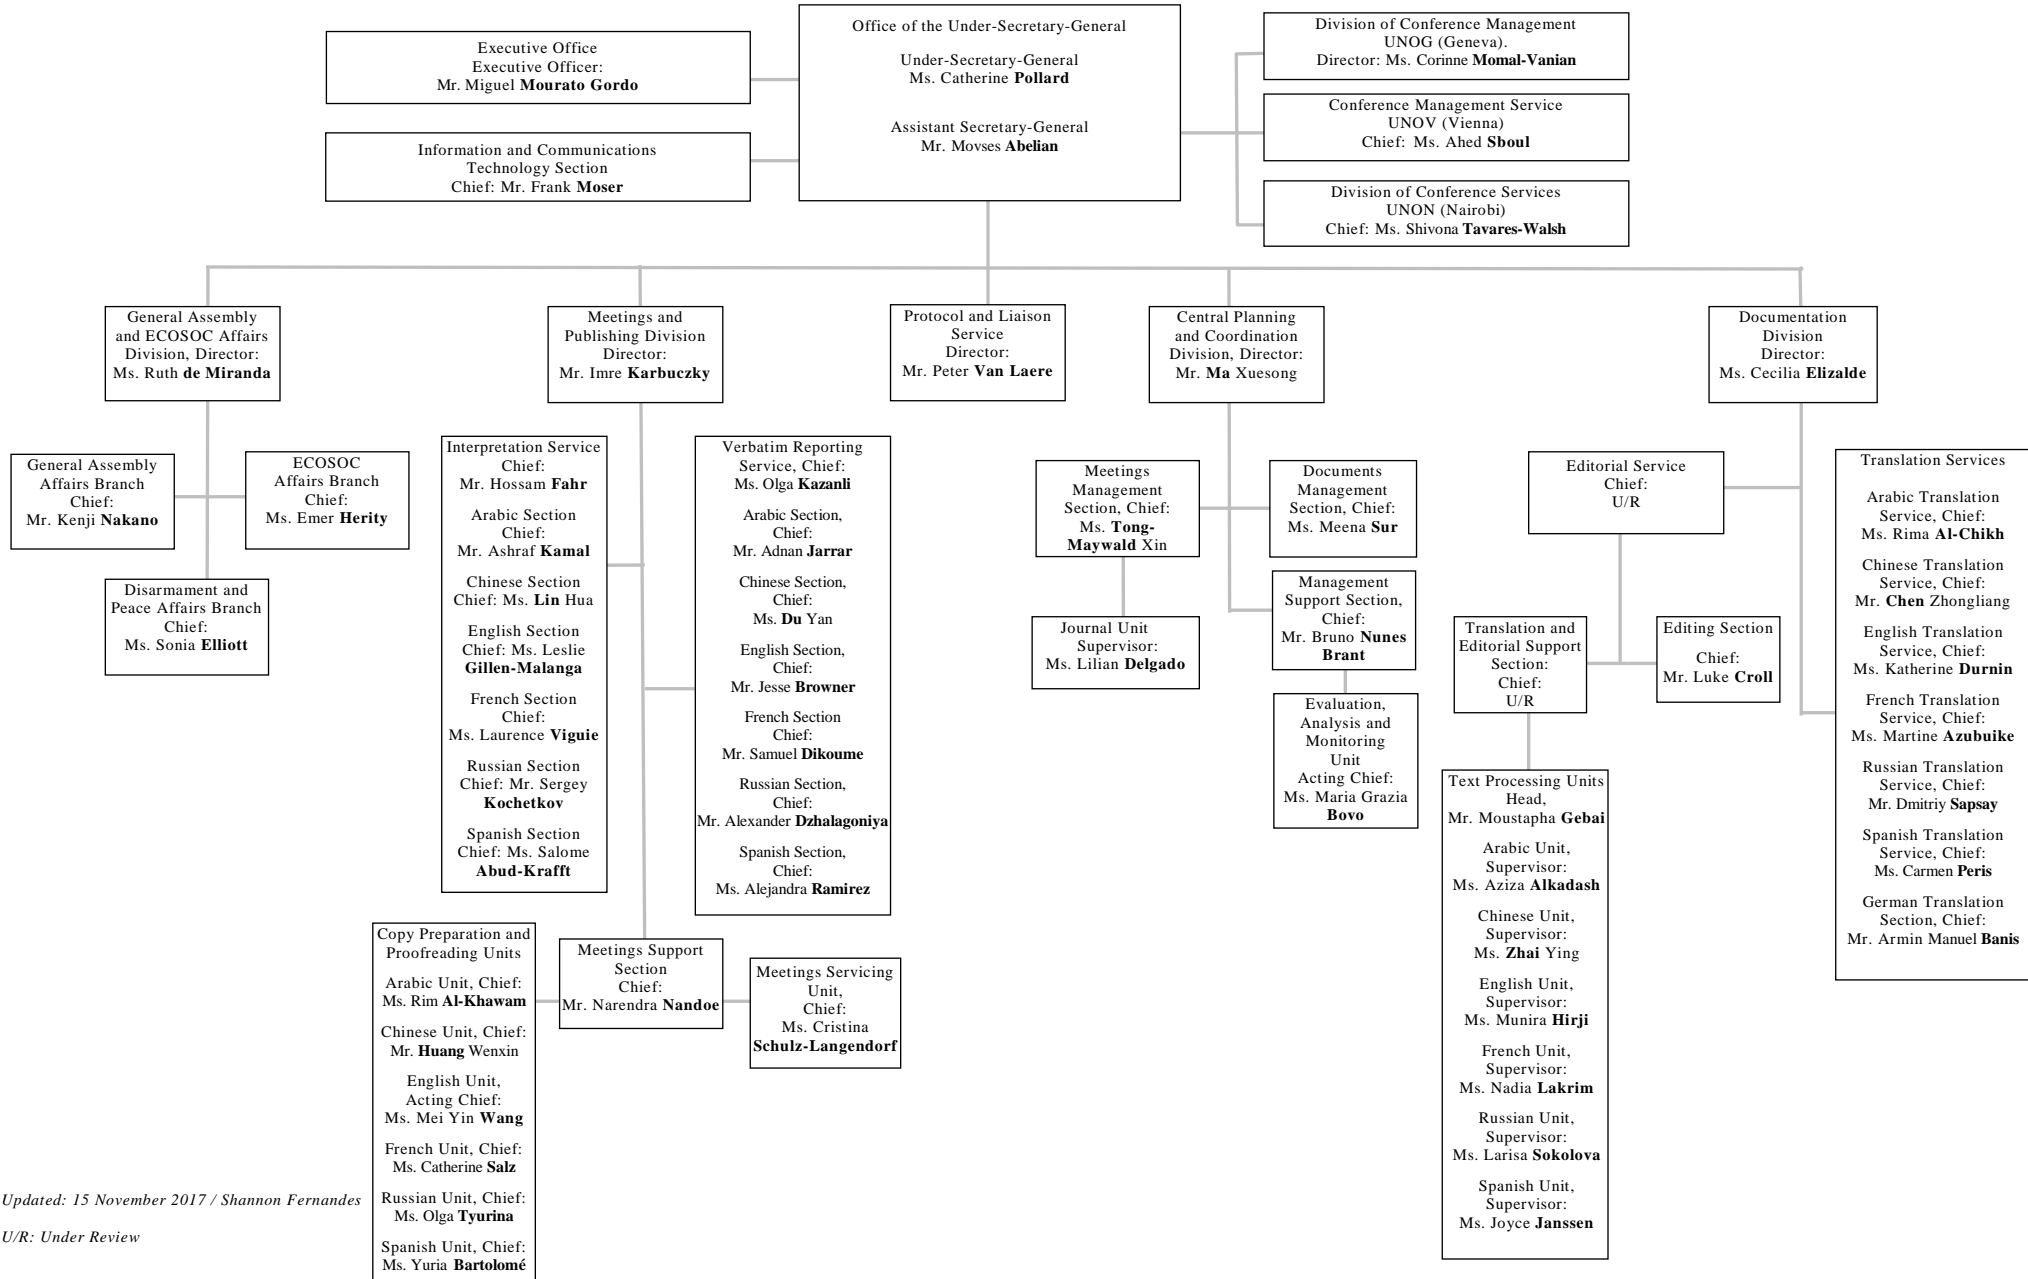 Office of the Under-Secretary-General
Under-Secretary-General
Ms. Catherine Pollard
Assistant Secretary-General
Mr. Movses Abelian
Executive Office
Executive Officer:
Mr. Miguel Mourato Gordo
Information and Communications
Technology Section
Chief: Mr. Frank Moser
Division of Conference Management
UNOG (Geneva).
Director: Ms. Corinne Momal-Vanian
Conference Management Service
UNOV (Vienna)
Chief: Ms. Ahed Sboul
Division of Conference Services
UNON (Nairobi)
Chief: Ms. Shivona Tavares-Walsh
General Assembly
and ECOSOC Affairs
Division, Director:
Ms. Ruth de Miranda
Meetings and
Publishing Division
Director:
Mr. Imre Karbuczky
Protocol and Liaison
Service
Director:
Mr. Peter Van Laere
Central Planning
and Coordination
Division, Director:
Mr. Ma Xuesong
Documentation
Division
Director:
Ms. Cecilia Elizalde
General Assembly
Affairs Branch
Chief:
Mr. Kenji Nakano
ECOSOC
Affairs Branch
Chief:
Ms. Emer Herity
Disarmament and
Peace Affairs Branch
Chief:
Ms. Sonia Elliott
Interpretation Service
Chief:
Mr. Hossam Fahr
Arabic Section
Chief:
Mr. Ashraf Kamal
Chinese Section
Chief: Ms. Lin Hua
English Section
Chief: Ms. Leslie
Gillen-Malanga
French Section
Chief:
Ms. Laurence Viguie
Russian Section
Chief: Mr. Sergey
Kochetkov
Spanish Section
Chief: Ms. Salome
Abud-Krafft
Verbatim Reporting
Service, Chief:
Ms. Olga Kazanli
Arabic Section,
Chief:
Mr. Adnan Jarrar
Chinese Section,
Chief:
Ms. Du Yan
English Section,
Chief:
Mr. Jesse Browner
French Section
Chief:
Mr. Samuel Dikoume
Russian Section,
Chief:
Mr. Alexander Dzhalagoniya
Spanish Section,
Chief:
Ms. Alejandra Ramirez
Copy Preparation and
Proofreading Units
Arabic Unit, Chief:
Ms. Rim Al-Khawam
Chinese Unit, Chief:
Mr. Huang Wenxin
English Unit,
Acting Chief:
Ms. Mei Yin Wang
French Unit, Chief:
Ms. Catherine Salz
Russian Unit, Chief:
Ms. Olga Tyurina
Spanish Unit, Chief:
Ms. Yuria Bartolomé
Meetings Support
Section
Chief:
Mr. Narendra Nandoe
Meetings Servicing
Unit,
Chief:
Ms. Cristina
Schulz-Langendorf
Meetings
Management
Section, Chief:
Ms. Tong-
Maywald Xin
Documents
Management
Section, Chief:
Ms. Meena Sur
Journal Unit
Supervisor:
Ms. Lilian Delgado
Management
Support Section,
Chief:
Mr. Bruno Nunes
Brant
Evaluation,
Analysis and
Monitoring
Unit
Acting Chief:
Ms. Maria Grazia
Bovo
Editorial Service
Chief:
U/R
Translation and
Editorial Support
Section:
Chief:
U/R
Editing Section
Chief:
Mr. Luke Croll
Text Processing Units
Head,
Mr. Moustapha Gebai
Arabic Unit,
Supervisor:
Ms. Aziza Alkadash
Chinese Unit,
Supervisor:
Ms. Zhai Ying
English Unit,
Supervisor:
Ms. Munira Hirji
French Unit,
Supervisor:
Ms. Nadia Lakrim
Russian Unit,
Supervisor:
Ms. Larisa Sokolova
Spanish Unit,
Supervisor:
Ms. Joyce Janssen
Translation Services
Arabic Translation
Service, Chief:
Ms. Rima Al-Chikh
Chinese Translation
Service, Chief:
Mr. Chen Zhongliang
English Translation
Service, Chief:
Ms. Katherine Durnin
French Translation
Service, Chief:
Ms. Martine Azubuike
Russian Translation
Service, Chief:
Mr. Dmitriy Sapsay
Spanish Translation
Service, Chief:
Ms. Carmen Peris
German Translation
Section, Chief:
Mr. Armin Manuel Banis
Updated: 15 November 2017 / Shannon Fernandes
U/R: Under Review